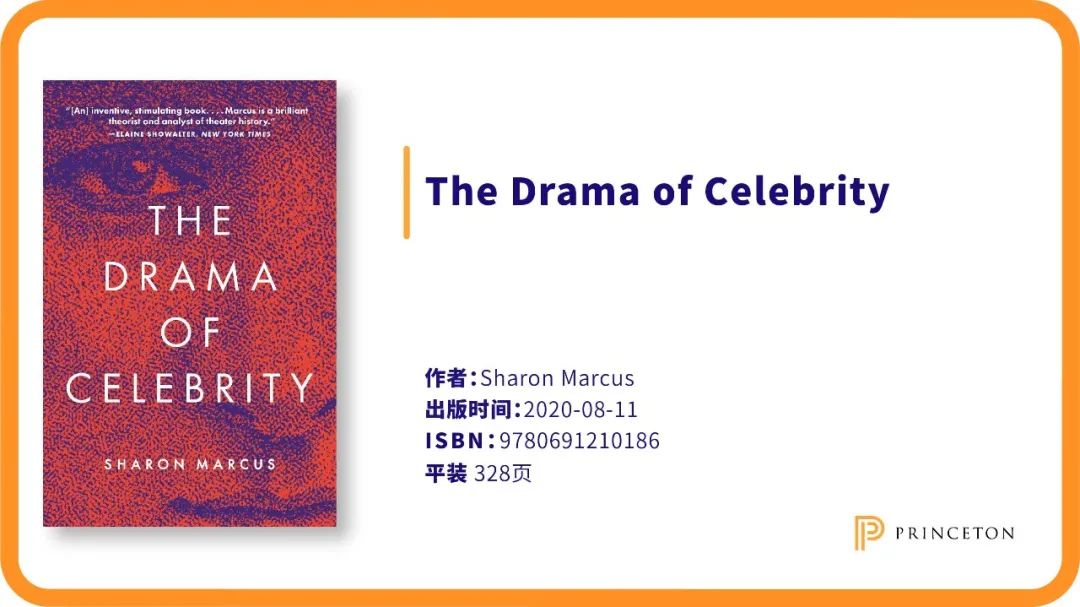 “[An] inventive, stimulating book. . . . Marcus is a brilliant
theorist and analyst of theater history.”
—ELAINE SHOWALTER, NEW YORK TIMES
THE
DRAMA
OF
CELEBRITY
SHARON MARCUS
The Drama of Celebrity
作者：Sharon Marcus
出版时间：2020-08-11
ISBN：9780691210186
平装 328页
PRINCETON